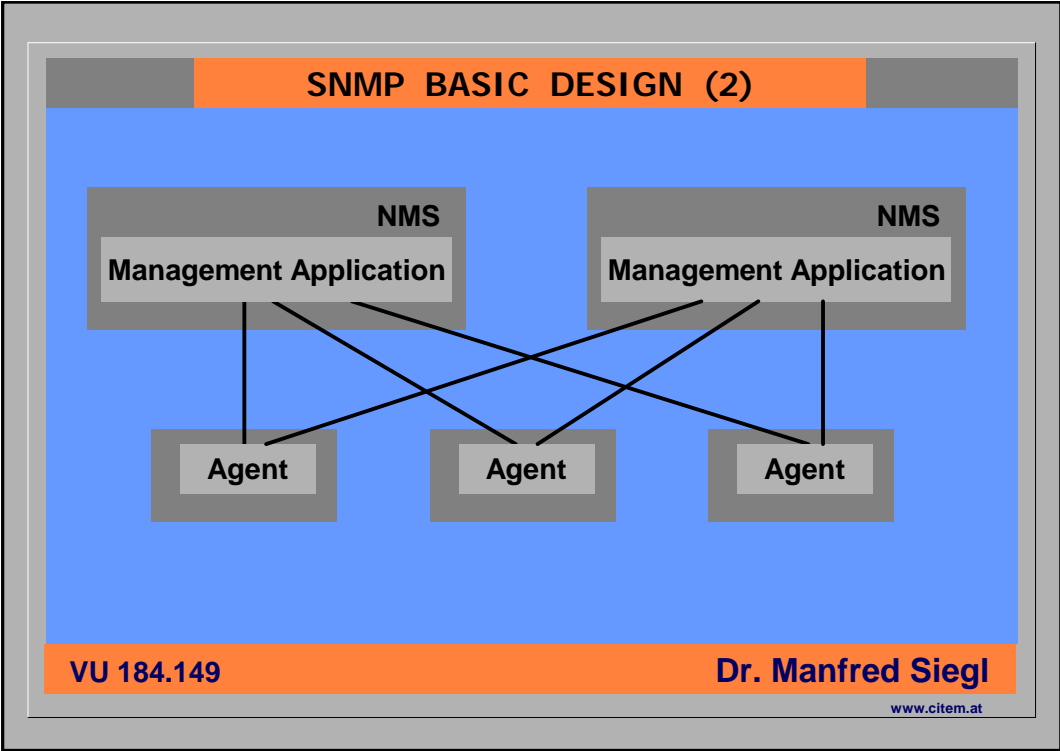 SNMP BASIC DESIGN (2)
NMS
Management Application
NMS
Management Application
Agent
Agent
Agent
VU 184.149
Dr. Manfred Siegl
www.citem.at